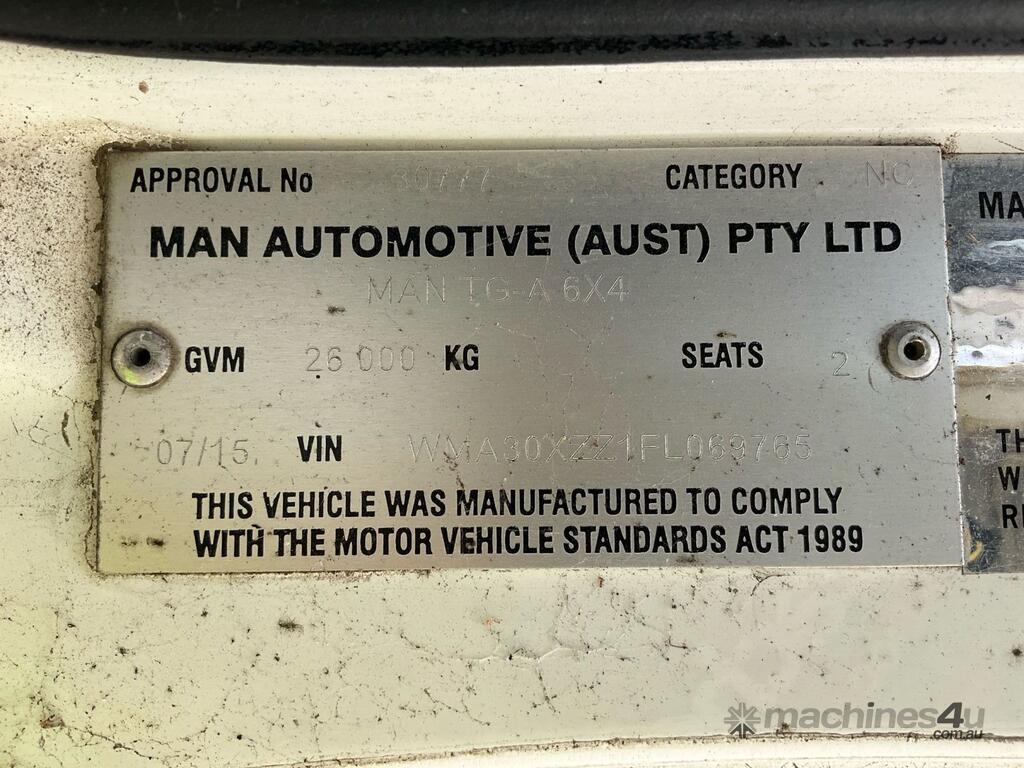 APPROVAL No 30777 CATEGORY NC
MAN AUTOMOTIVE (AUST) PTY LTD
MAN TG-A 6X4
GVM 26 000 KG SEATS 2
07/15 VIN WMA30XZZ1FL069765
THIS VEHICLE WAS MANUFACTURED TO COMPLY
WITH THE MOTOR VEHICLE STANDARDS ACT 1989
MA
TH
W
machines4u
.com.au